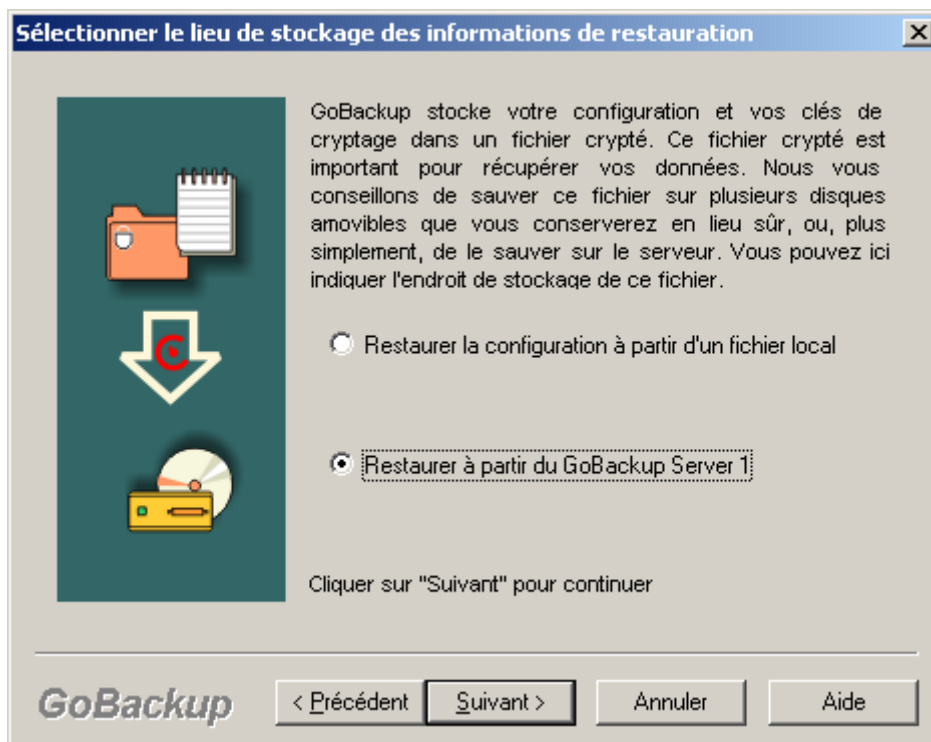 Sélectionner le lieu de stockage des informations de restauration
GoBackup stocke votre configuration et vos clés de
cryptage dans un fichier crypté. Ce fichier crypté est
important pour récupérer vos données. Nous vous
conseillons de sauver ce fichier sur plusieurs disques
amovibles que vous conserverez en lieu sûr, ou, plus
simplement, de le sauver sur le serveur. Vous pouvez ici
indiquer l'endroit de stockage de ce fichier.
Restaurer la configuration à partir d'un fichier local
Restaurer à partir du GoBackup Server 1
Cliquer sur "Suivant" pour continuer
GoBackup
< Précédent
Suivant >
Annuler
Aide